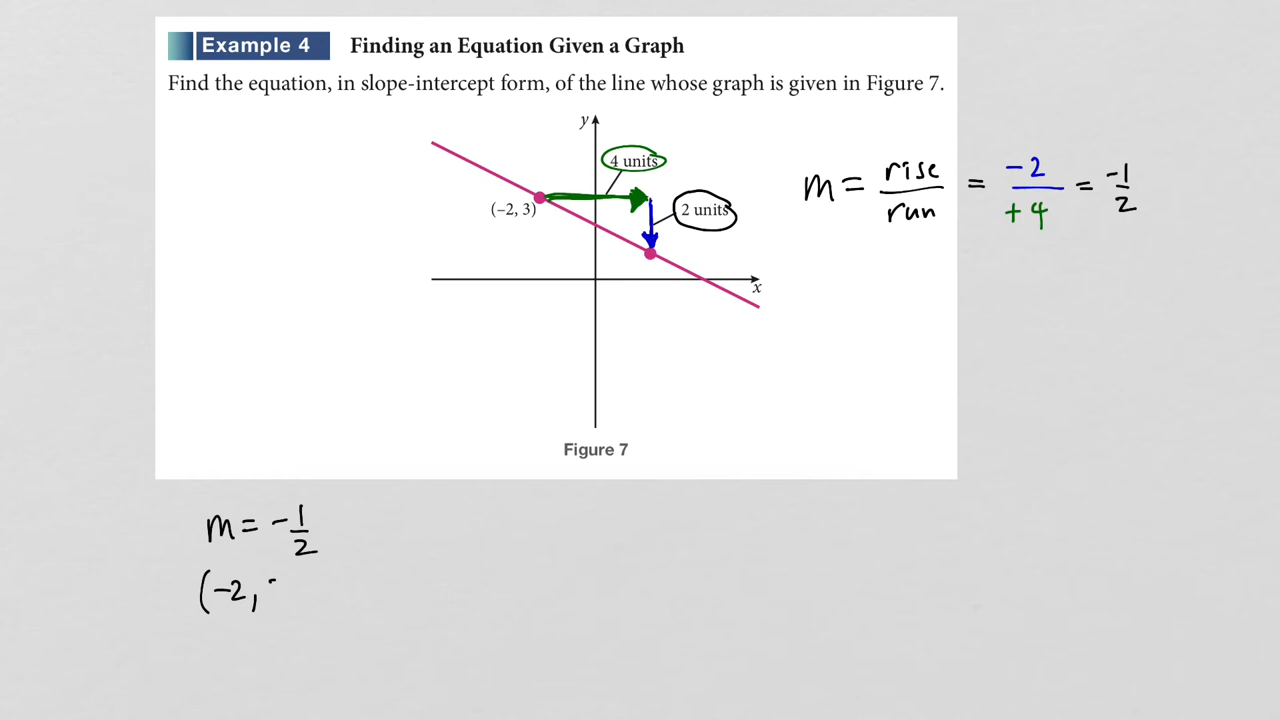 Example 4 Finding an Equation Given a Graph
Find the equation, in slope-intercept form, of the line whose graph is given in Figure 7.
y
4 units
(−2, 3)
2 units
x
Figure 7
m = rise/run = -2/+4 = -1/2
m = -1/2
(-2,